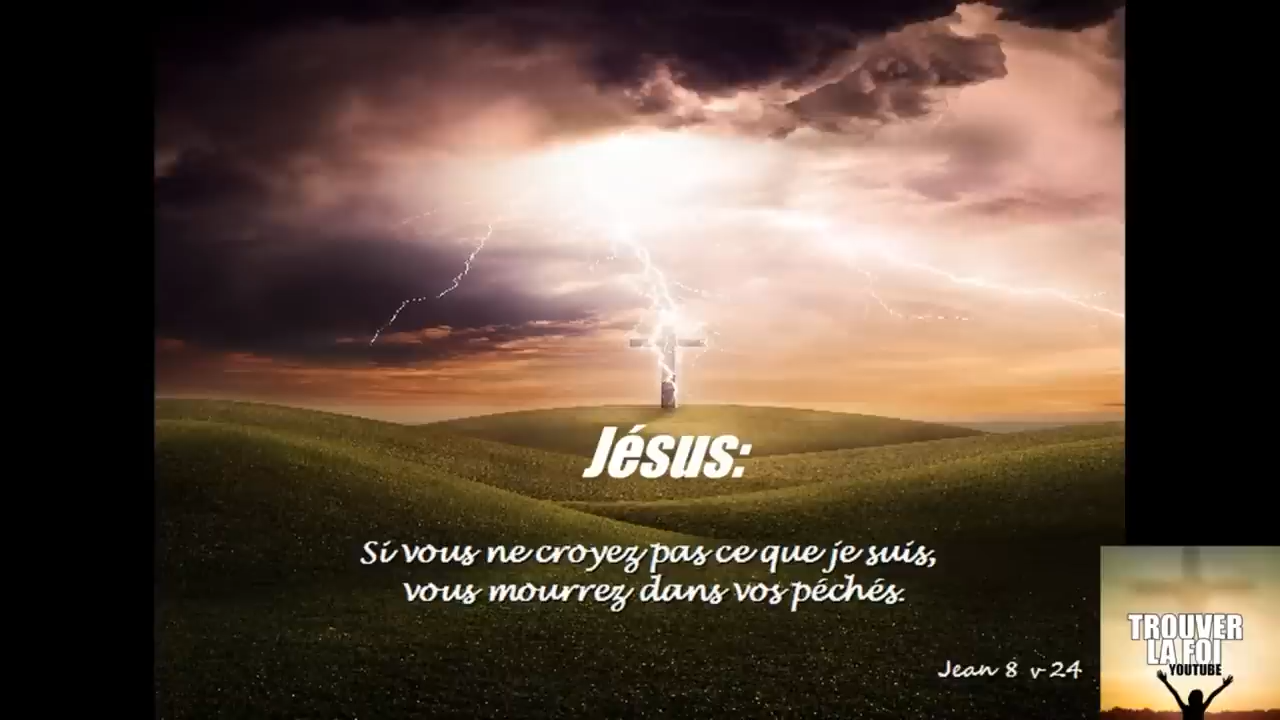 Jésus:
Si vous ne croyez pas ce que je suis,
vous mourrez dans vos péchés.
Jean 8 v 24
TROUVER
LA FOI
YOUTUBE